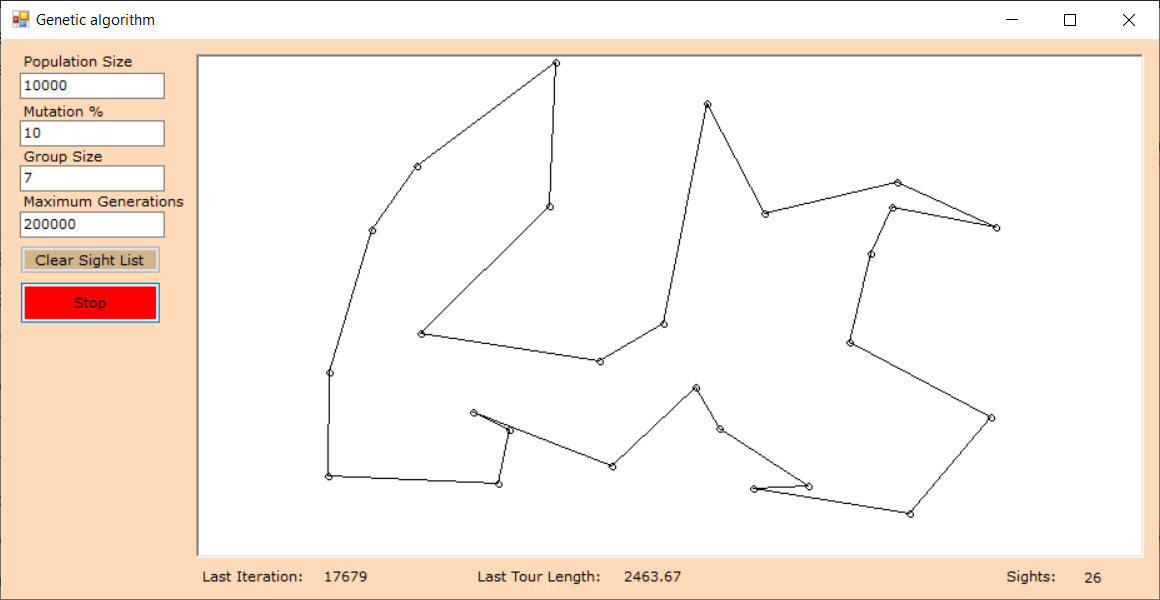 Genetic algorithm
Population Size
10000
Mutation %
10
Group Size
7
Maximum Generations
200000
Clear Sight List
Stop
Last Iteration: 17679 Last Tour Length: 2463.67 Sights: 26